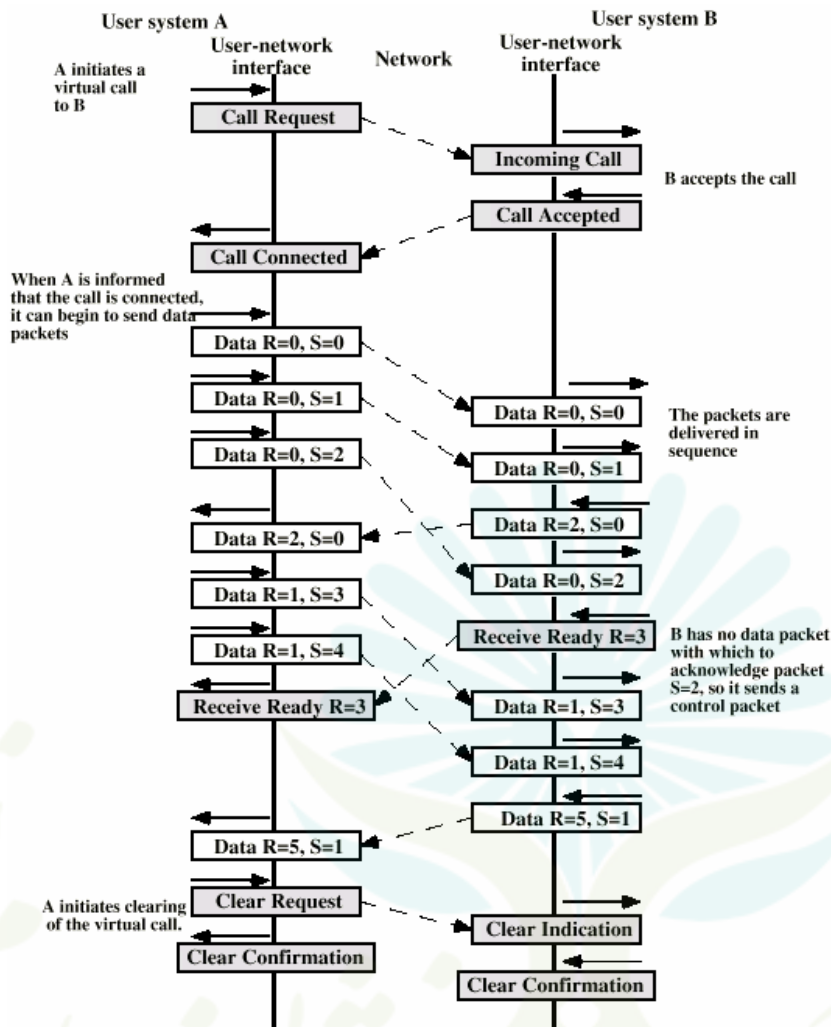 User system A
User system B
User-network
interface
Network
User-network
interface
A initiates a
virtual call
to B
Call Request
Incoming Call
B accepts the call
Call Accepted
Call Connected
When A is informed
that the call is connected,
it can begin to send data
packets
Data R=0, S=0
Data R=0, S=1
Data R=0, S=0
The packets are
delivered in
sequence
Data R=0, S=2
Data R=0, S=1
Data R=2, S=0
Data R=2, S=0
Data R=1, S=3
Data R=0, S=2
Data R=1, S=4
Receive Ready R=3
B has no data packet
with which to
acknowledge packet
S=2, so it sends a
control packet
Receive Ready R=3
Data R=1, S=3
Data R=1, S=4
Data R=5, S=1
Data R=5, S=1
A initiates clearing
of the virtual call.
Clear Request
Clear Indication
Clear Confirmation
Clear Confirmation